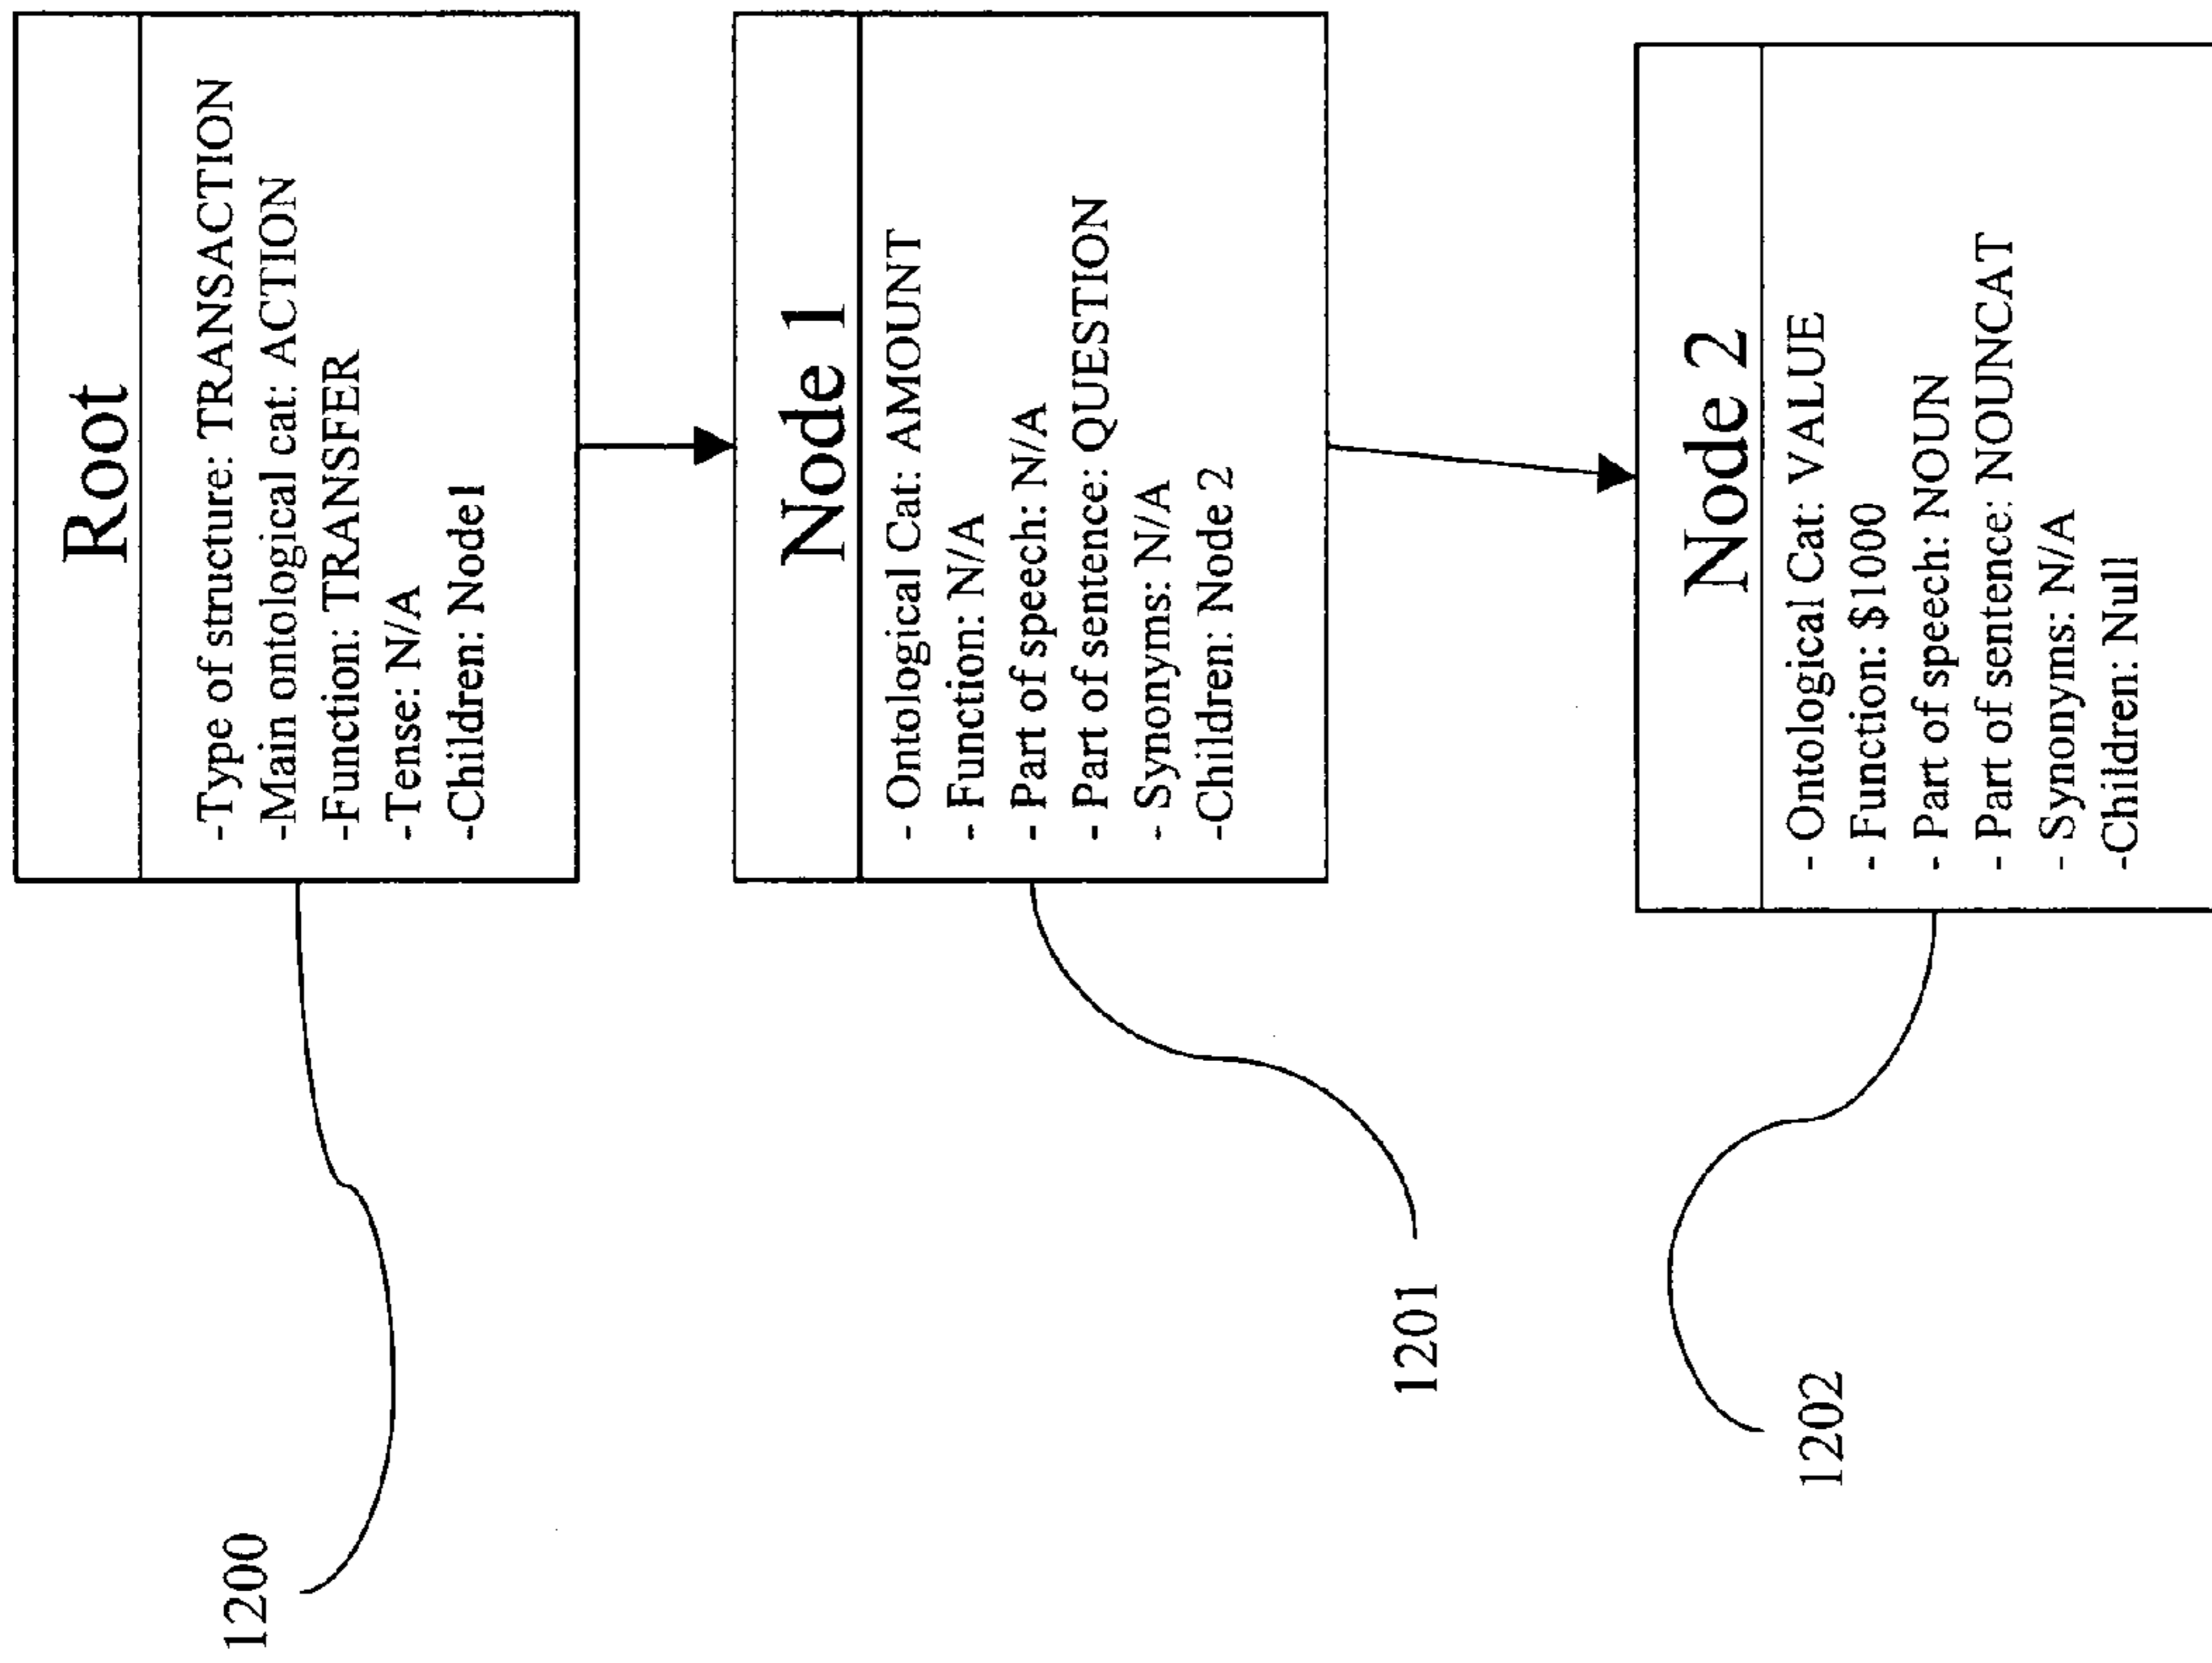 Root
-Type of structure: TRANSACTION
-Main ontological cat: ACTION
-Function: TRANSFER
-Tense: N/A
-Children: Node1
1200
Node 1
- Ontological Cat: AMOUNT
- Function: N/A
- Part of speech: N/A
- Part of sentence: QUESTION
- Synonyms: N/A
-Children: Node 2
1201
Node 2
- Ontological Cat: VALUE
- Function: $1000
- Part of speech: NOUN
- Part of sentence: NOUNCAT
- Synonyms: N/A
-Children: Null
1202